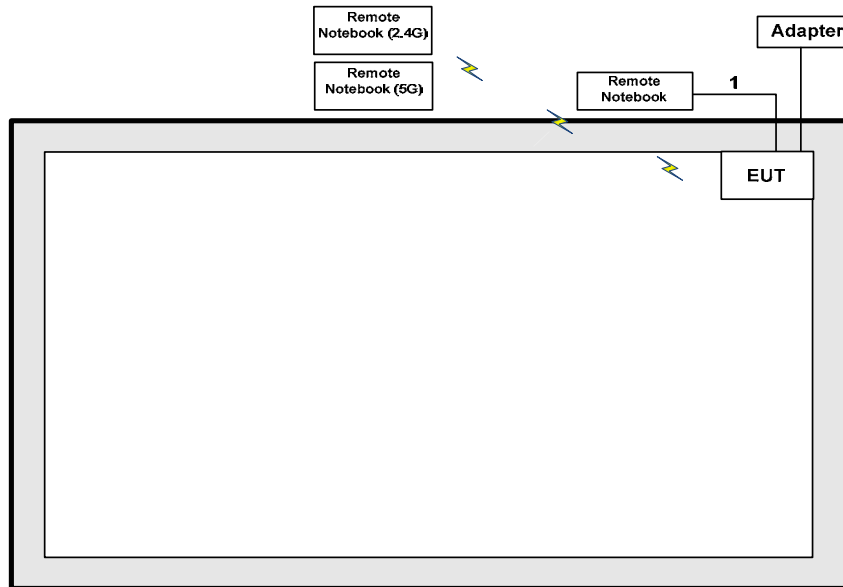 Remote
Notebook (2.4G)
Adapter
Remote
Notebook (5G)
Remote
Notebook
1
EUT